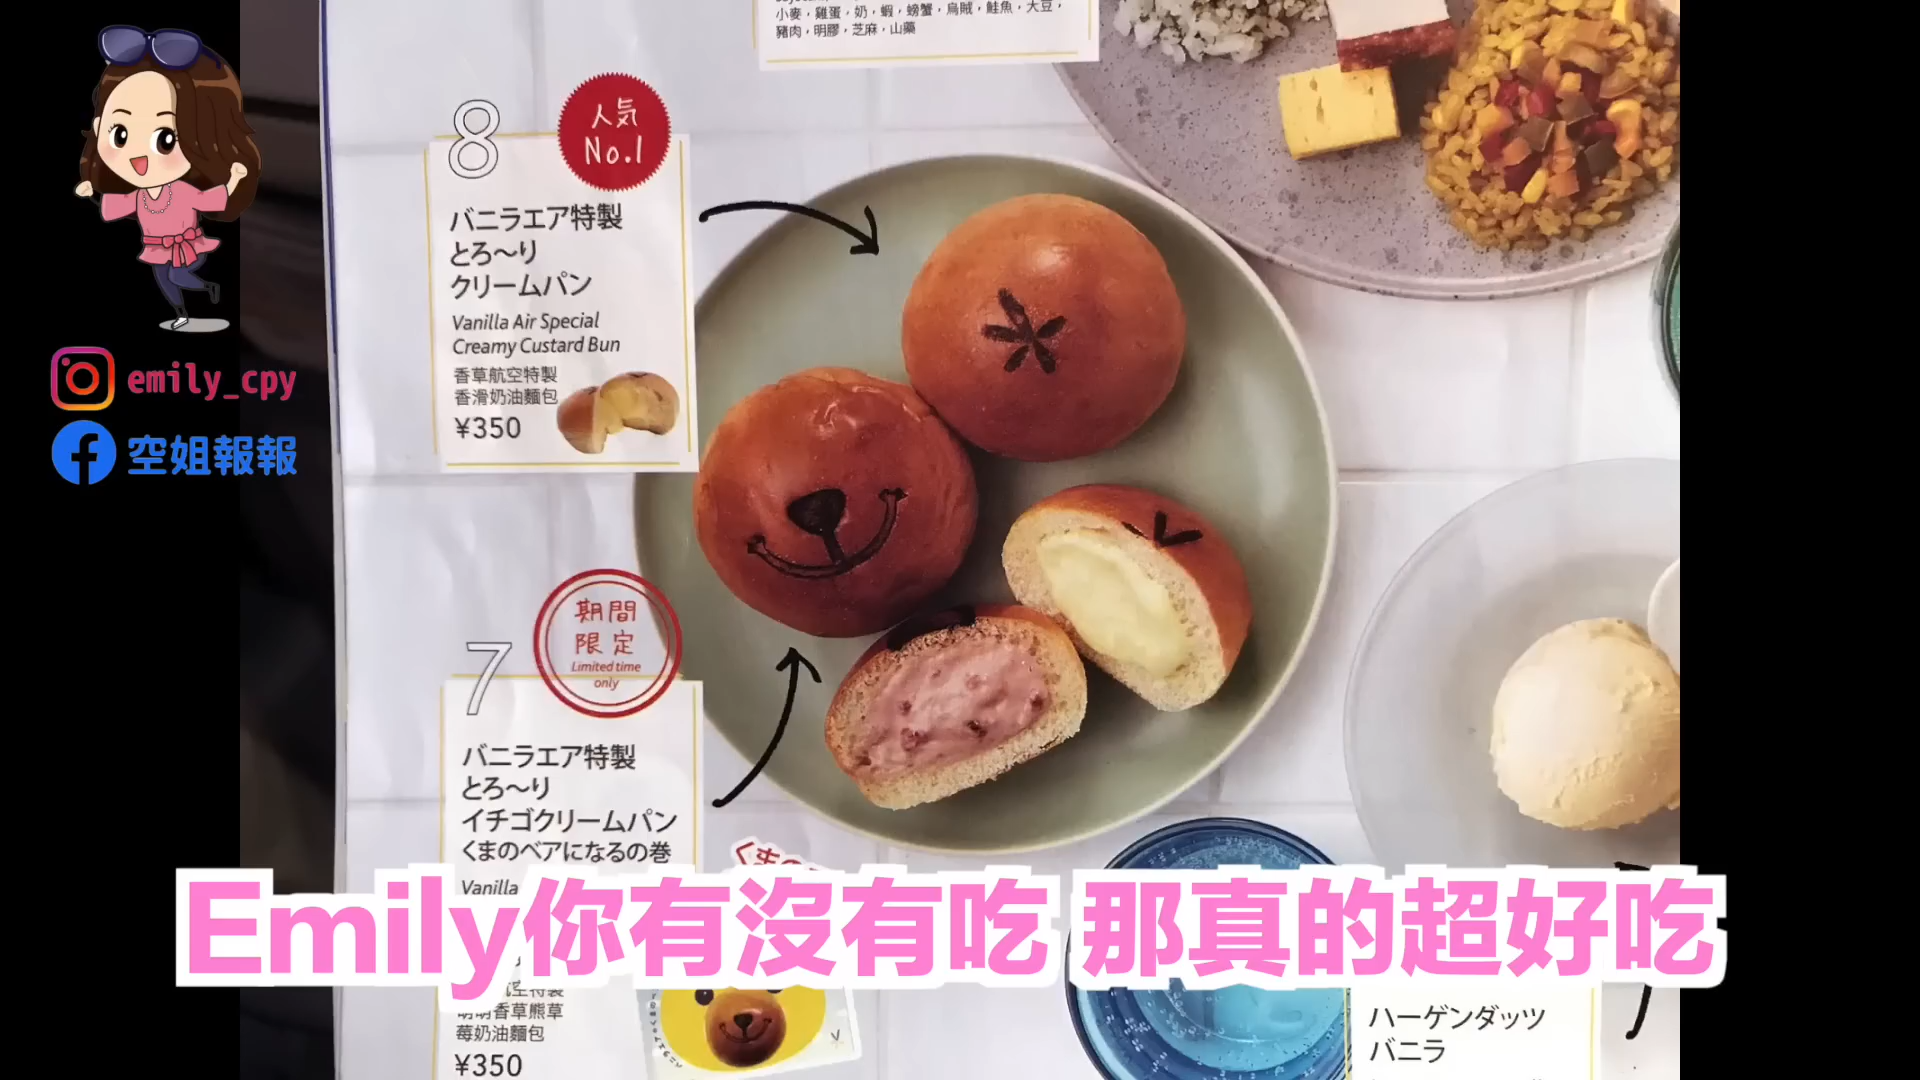 小麥，雞蛋，奶，蝦，螃蟹，烏賊，鮭魚，大豆，
豬肉，明膠，芝麻，山藥
8
人気
No.1
バニラエア特製
とろ〜り
クリームパン
Vanilla Air Special
Creamy Custard Bun
香草航空特製
香滑奶油麵包
¥350
emily_cpy
空姐報報
7
期間
限定
Limited time
only
バニラエア特製
とろ〜り
イチゴクリームパン
くまのベアになるの巻
Vanilla
Emily你有沒有吃 那真的超好吃
萌萌香草熊草
莓奶油麵包
¥350
ハーゲンダッツ
バニラ